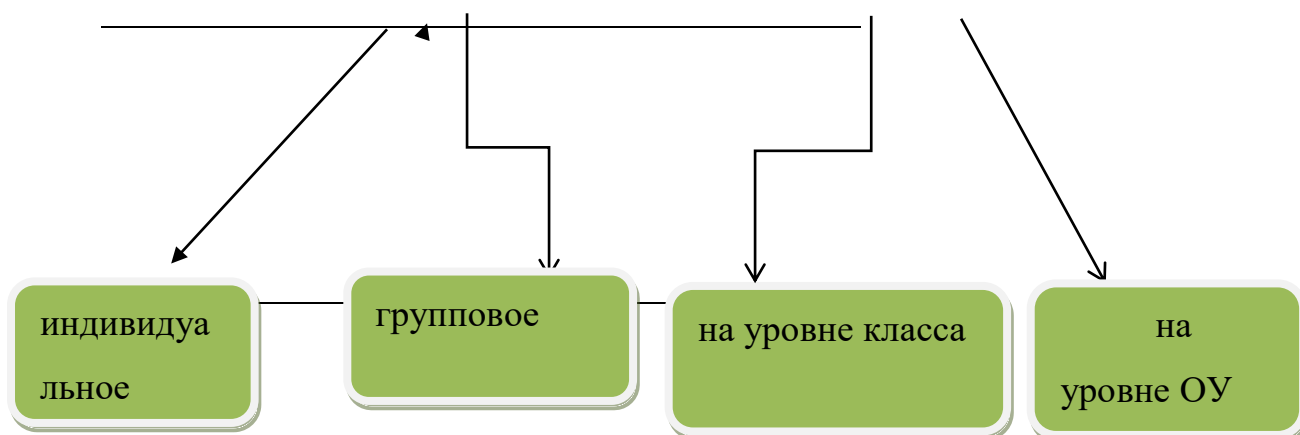 индивидуа
льное
групповое
на уровне класса
на
уровне ОУ